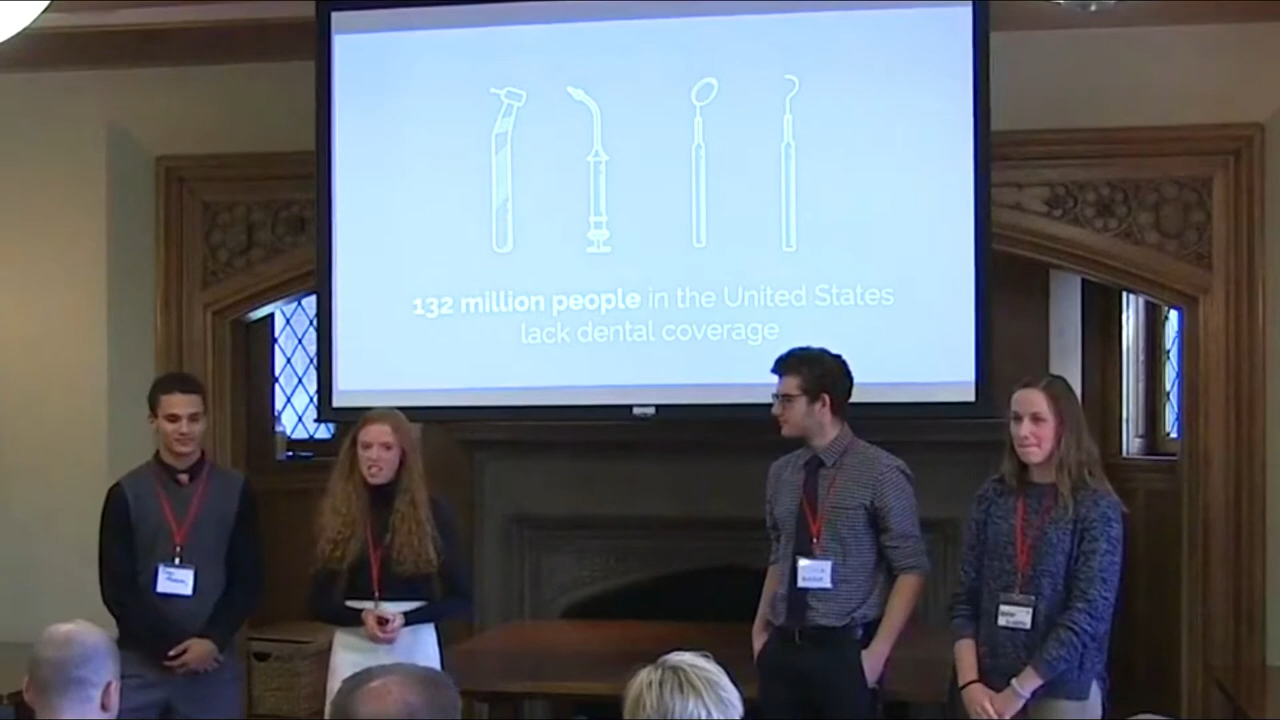 132 million people in the United States
lack dental coverage